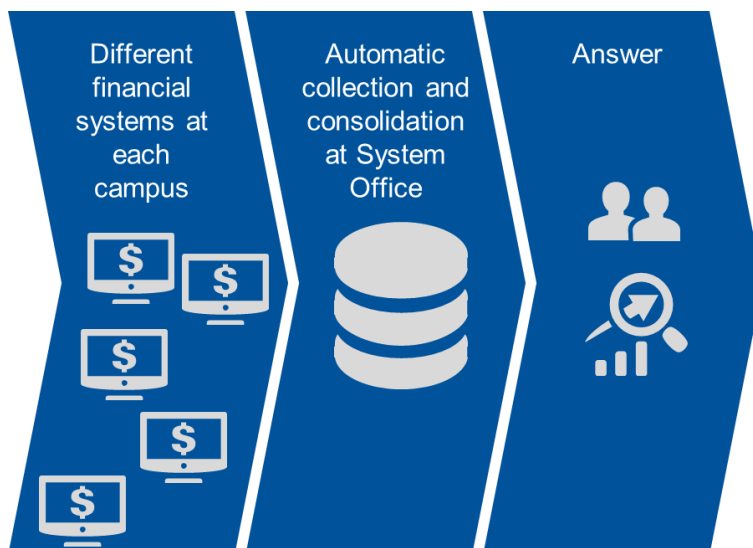 Different
financial
systems at
each
campus
$
$
$
$
$
Automatic
collection and
consolidation
at System
Office
Answer